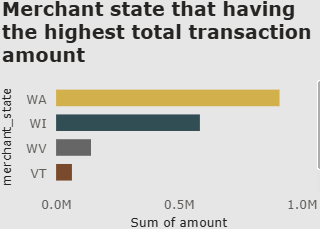 Merchant state that having
the highest total transaction
amount
merchant_state
WA
WI
WV
VT
0.0M 0.5M 1.0M
Sum of amount